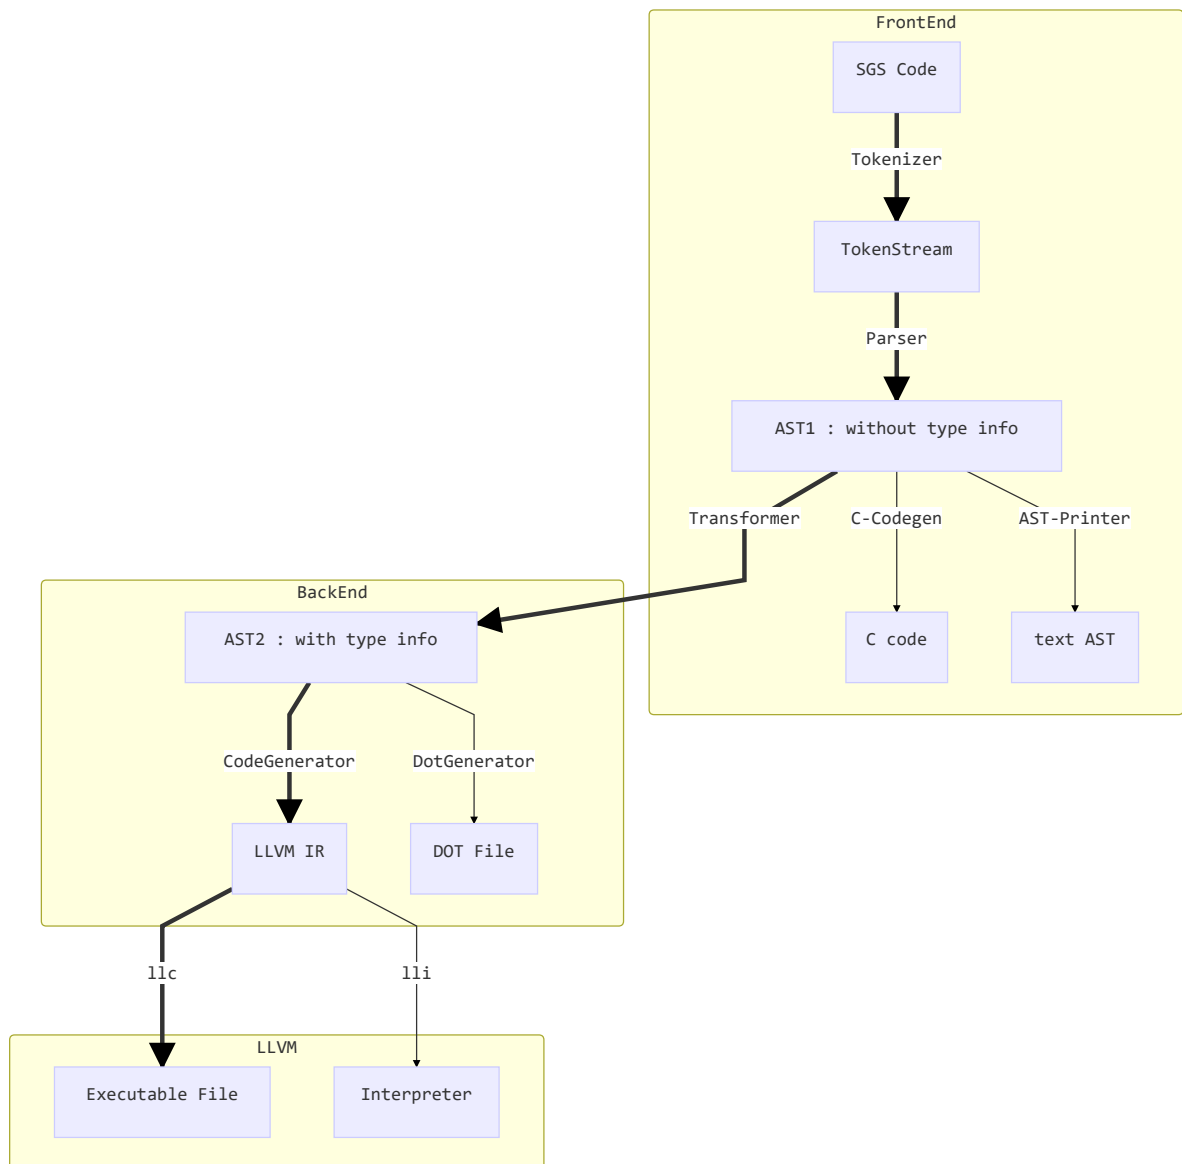 FrontEnd
SGS Code
Tokenizer
TokenStream
Parser
AST1 : without type info
Transformer
C-Codegen
AST-Printer
BackEnd
AST2 : with type info
C code
text AST
CodeGenerator
DotGenerator
LLVM IR
DOT File
llc
lli
LLVM
Executable File
Interpreter